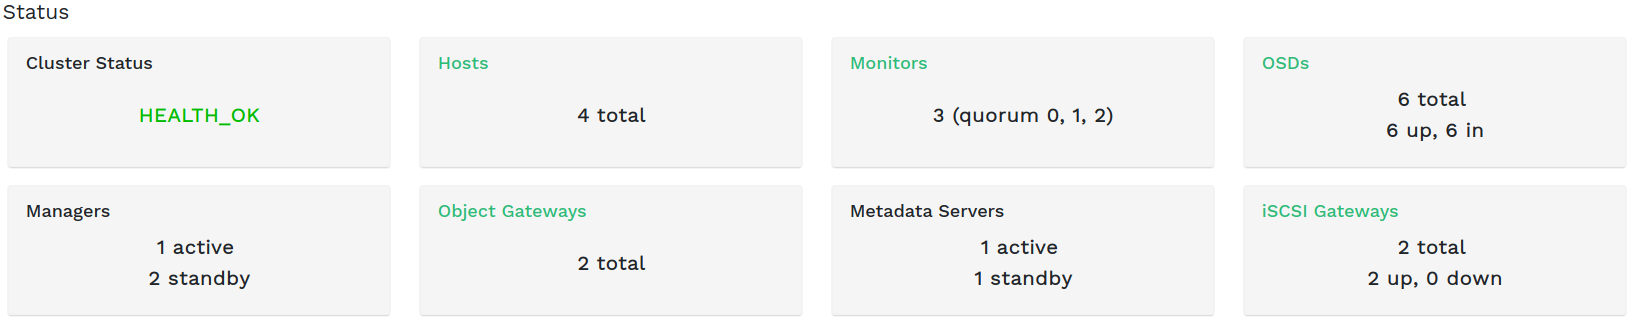 Status
Cluster Status
HEALTH_OK
Hosts
4 total
Monitors
3 (quorum 0, 1, 2)
OSDs
6 total
6 up, 6 in
Managers
1 active
2 standby
Object Gateways
2 total
Metadata Servers
1 active
1 standby
iSCSI Gateways
2 total
2 up, 0 down